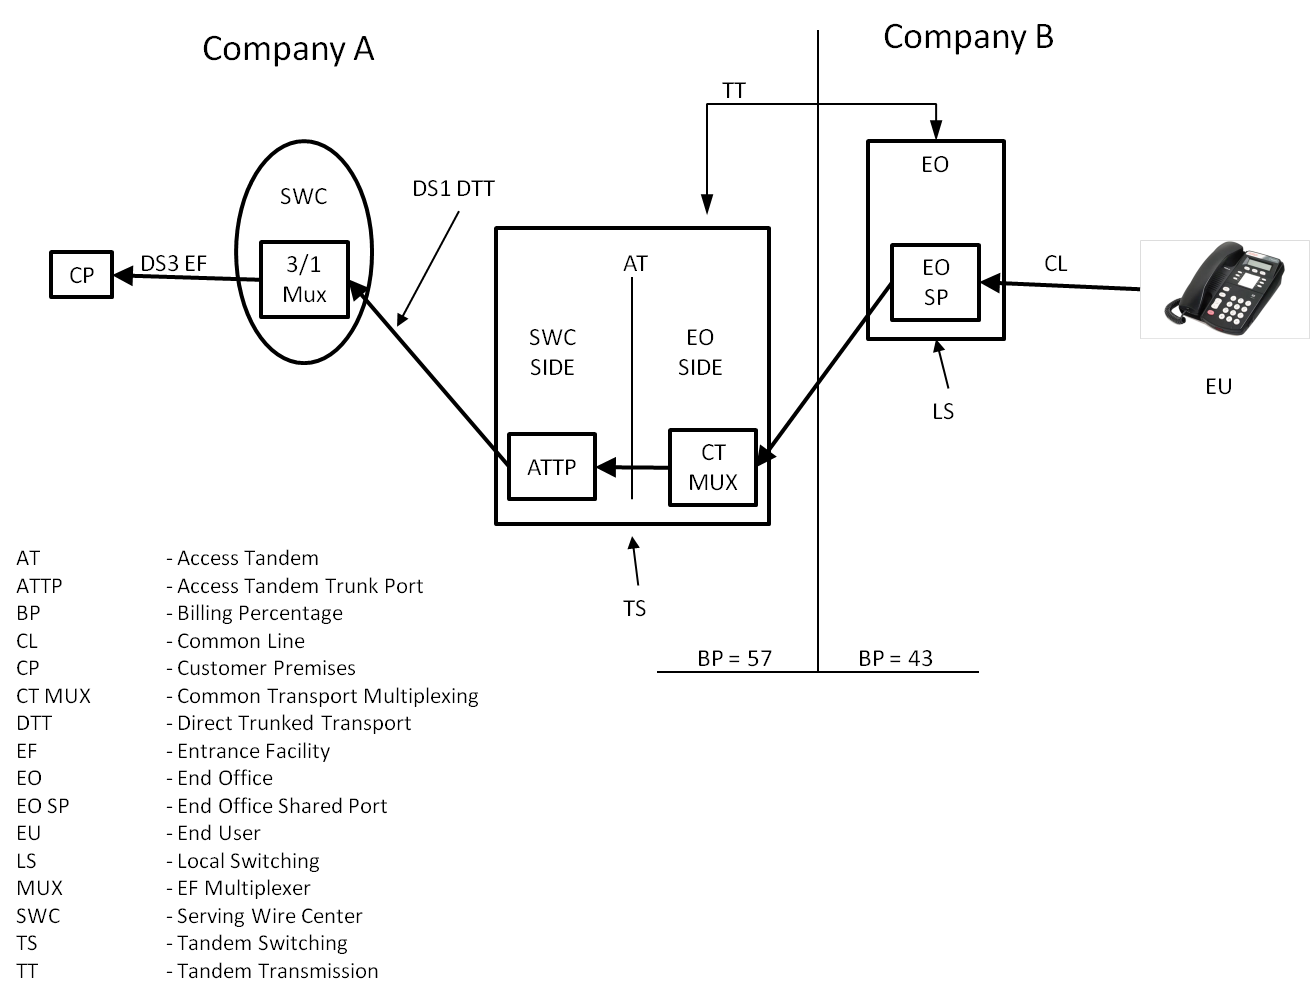 Company A
Company B
TT
EO
SWC
DS1 DTT
CP
DS3 EF
3/1
Mux
AT
EO
SP
CL
SWC
SIDE
EO
SIDE
EU
LS
ATTP
CT
MUX
TS
BP = 57
BP = 43
AT - Access Tandem
ATTP - Access Tandem Trunk Port
BP - Billing Percentage
CL - Common Line
CP - Customer Premises
CT MUX - Common Transport Multiplexing
DTT - Direct Trunked Transport
EF - Entrance Facility
EO - End Office
EO SP - End Office Shared Port
EU - End User
LS - Local Switching
MUX - EF Multiplexer
SWC - Serving Wire Center
TS - Tandem Switching
TT - Tandem Transmission